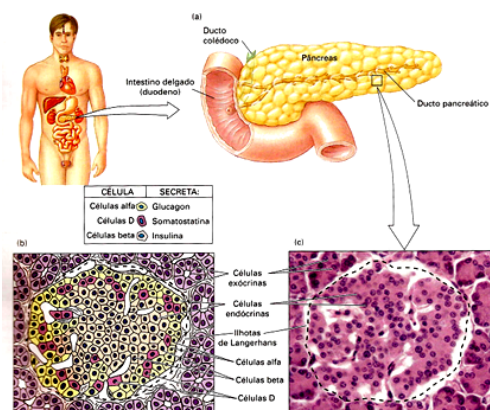 (a)
Ducto
colédoco
Pâncreas
Intestino delgado
(duodeno)
Ducto pancreático
CÉLULA SECRETA:
Células alfa Glucagon
Células D Somatostatina
Células beta Insulina
(b)
(c)
Células
exócrinas
Células
endócrinas
Ilhotas
de Langerhans
Células alfa
Células beta
Células D